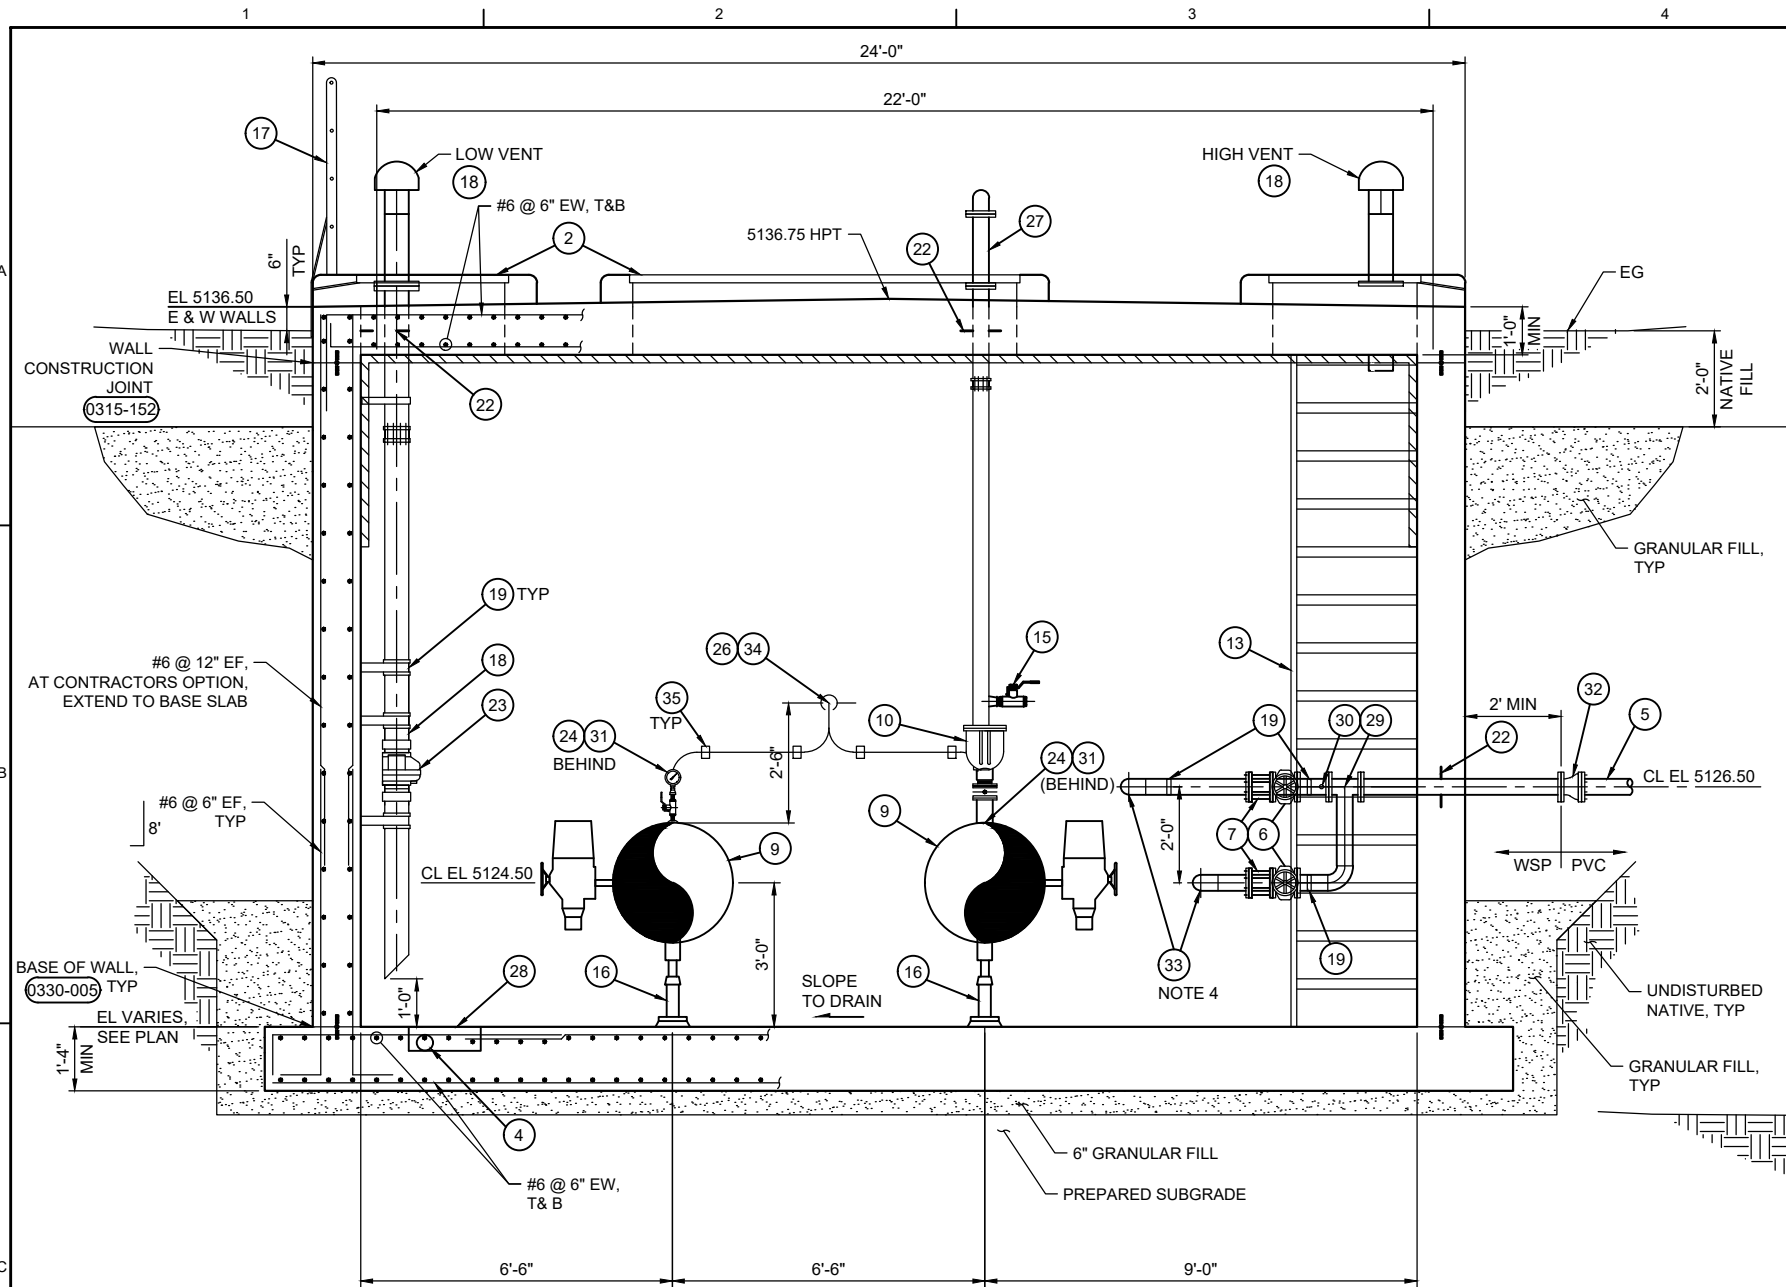 1
2
3
4
24'-0"
22'-0"
17
LOW VENT
18
HIGH VENT
18
#6 @ 6" EW, T&B
2
5136.75 HPT
22
27
A
6"
TYP
EG
EL 5136.50
E & W WALLS
1'-0"
MIN
WALL
CONSTRUCTION
JOINT
0315-152
22
2'-0"
NATIVE
FILL
GRANULAR FILL,
TYP
19 TYP
26 34
15
13
#6 @ 12" EF,
AT CONTRACTORS OPTION,
EXTEND TO BASE SLAB
18
35
TYP
32
2' MIN
5
23
24 31
BEHIND
10
19
30 29
22
2'-6"
24 31
(BEHIND)
B
CL EL 5126.50
#6 @ 6" EF,
TYP
8'
9
9
7 6
2'-0"
WSP
PVC
CL EL 5124.50
3'-0"
BASE OF WALL,
TYP
0330-005
28
16
SLOPE
TO DRAIN
16
33
NOTE 4
19
UNDISTURBED
NATIVE, TYP
1'-0"
EL VARIES,
SEE PLAN
1'-4"
MIN
GRANULAR FILL,
TYP
4
6" GRANULAR FILL
#6 @ 6" EW,
T& B
PREPARED SUBGRADE
C
6'-6"
6'-6"
9'-0"